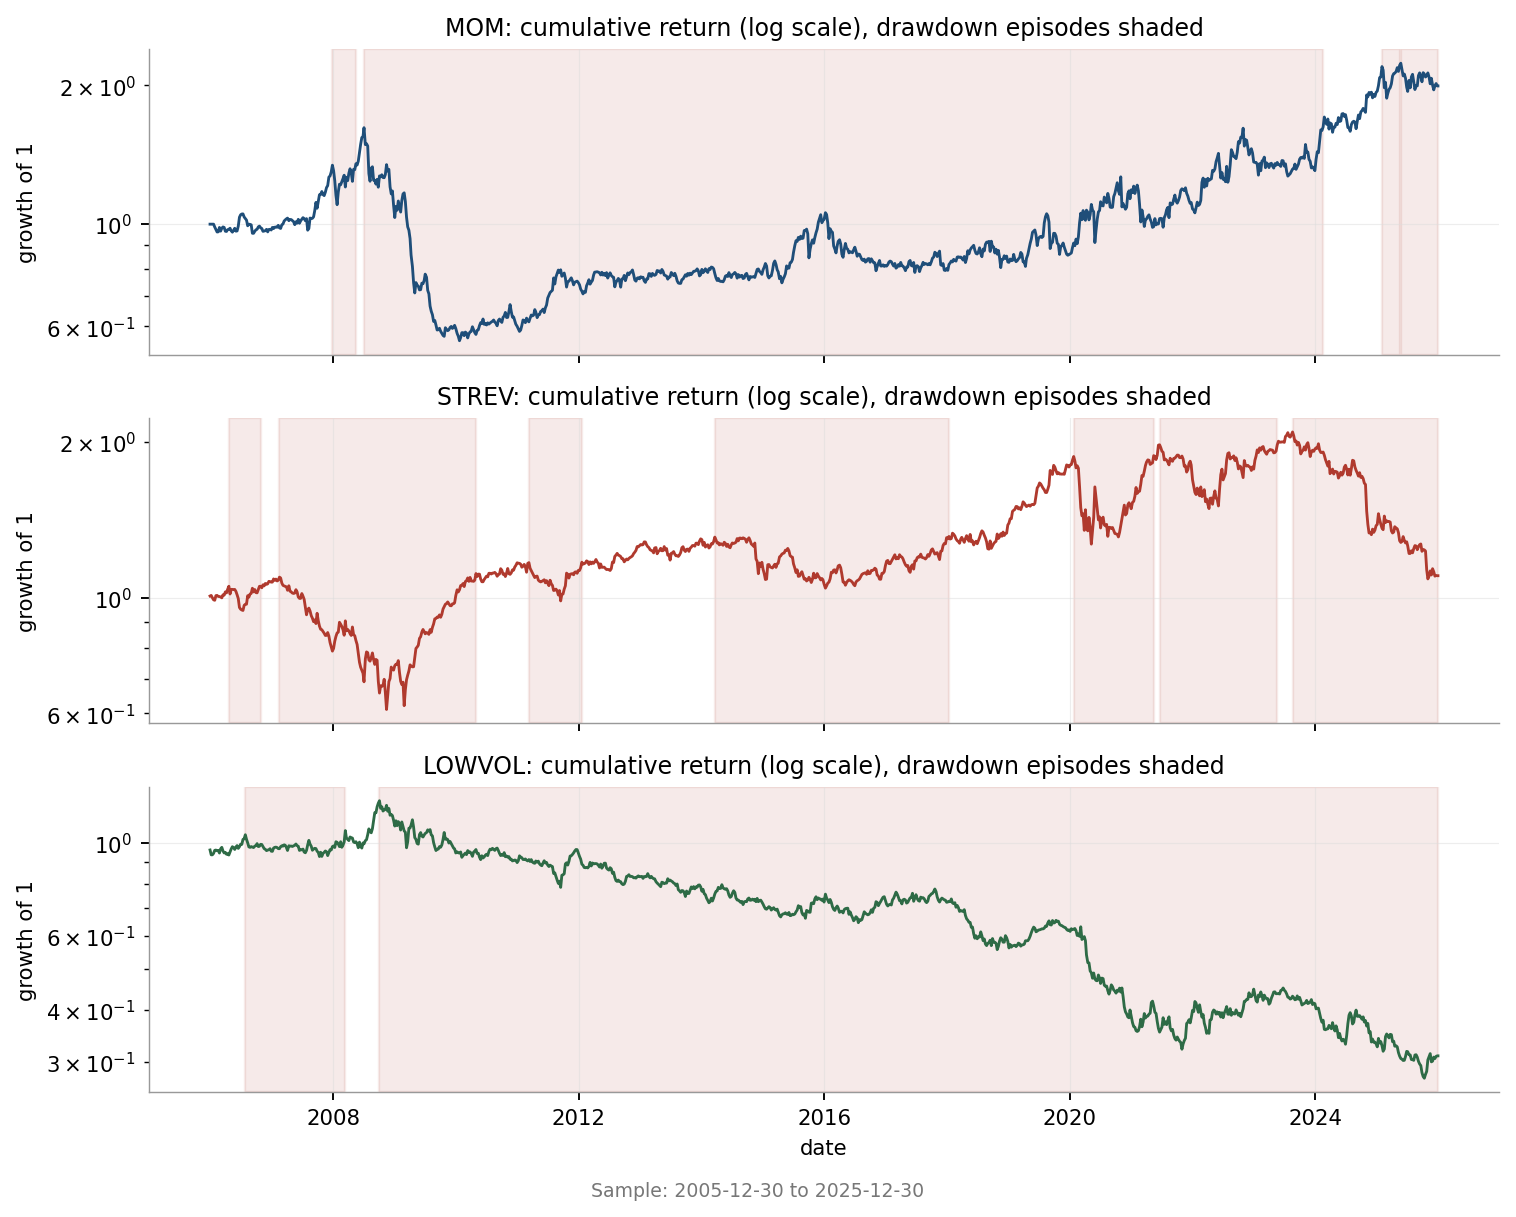 MOM: cumulative return (log scale), drawdown episodes shaded
growth of 1
2 × 10⁰
10⁰
6 × 10⁻¹
STREV: cumulative return (log scale), drawdown episodes shaded
growth of 1
2 × 10⁰
10⁰
6 × 10⁻¹
LOWVOL: cumulative return (log scale), drawdown episodes shaded
growth of 1
10⁰
6 × 10⁻¹
4 × 10⁻¹
3 × 10⁻¹
2008 2012 2016 2020 2024
date
Sample: 2005-12-30 to 2025-12-30